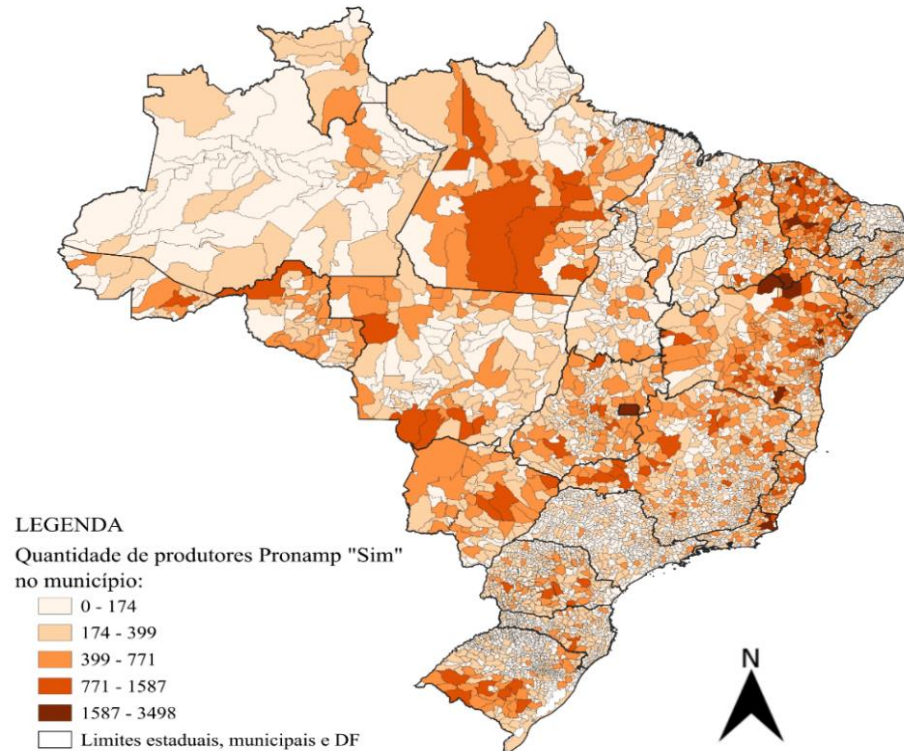 LEGENDA
Quantidade de produtores Pronamp "Sim"
no município:
0 - 174
174 - 399
399 - 771
771 - 1587
1587 - 3498
Limites estaduais, municipais e DF
N